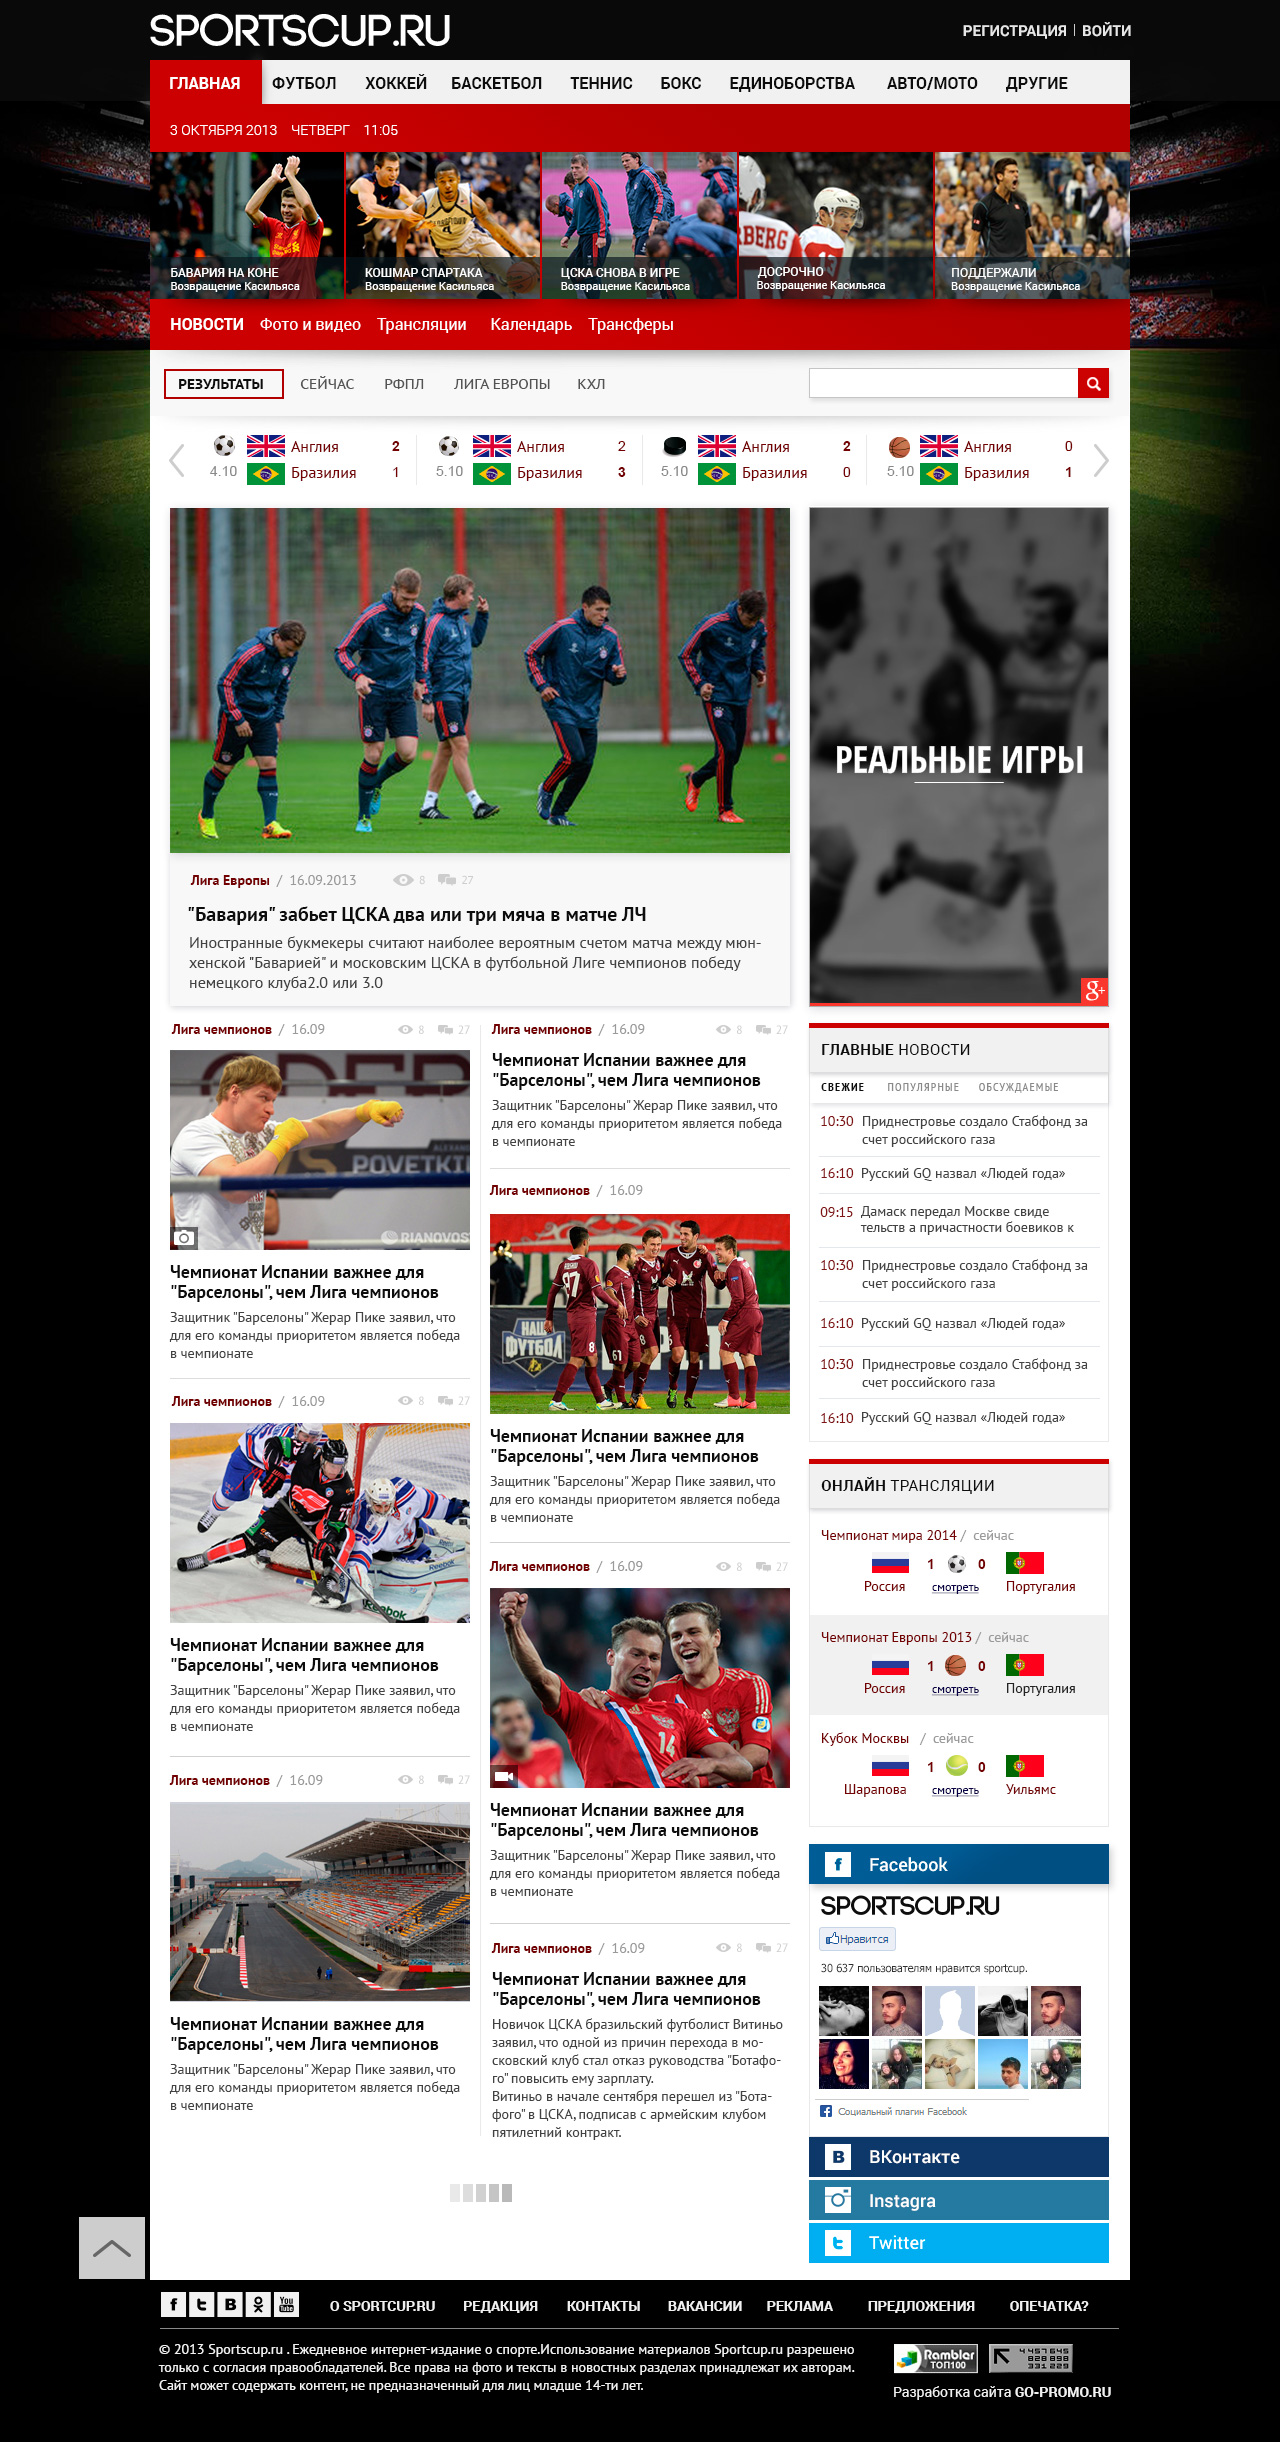 SPORTSCUP.RU
РЕГИСТРАЦИЯ | ВОЙТИ
ГЛАВНАЯ ФУТБОЛ ХОККЕЙ БАСКЕТБОЛ ТЕННИС БОКС ЕДИНОБОРСТВА АВТО/МОТО ДРУГИЕ
3 ОКТЯБРЯ 2013 ЧЕТВЕРГ 11:05
БАВАРИЯ НА КОНЕ
Возвращение Касильяса
КОШМАР СПАРТАКА
Возвращение Касильяса
ЦСКА СНОВА В ИГРЕ
Возвращение Касильяса
ДОСРОЧНО
Возвращение Касильяса
ПОДДЕРЖАЛИ
Возвращение Касильяса
НОВОСТИ Фото и видео Трансляции Календарь Трансферы
РЕЗУЛЬТАТЫ СЕЙЧАС РФПЛ ЛИГА ЕВРОПЫ КХЛ
4.10 Англия 2
Бразилия 1
5.10 Англия 2
Бразилия 3
5.10 Англия 2
Бразилия 0
5.10 Англия 0
Бразилия 1
Лига Европы / 16.09.2013 8 27
"Бавария" забьет ЦСКА два или три мяча в матче ЛЧ
Иностранные букмекеры считают наиболее вероятным счетом матча между мюн-
хенской "Баварией" и московским ЦСКА в футбольной Лиге чемпионов победу
немецкого клуба2.0 или 3.0
РЕАЛЬНЫЕ ИГРЫ
g+
Лига чемпионов / 16.09 8 27
POVETKIN
RIANOVOST
Чемпионат Испании важнее для
"Барселоны", чем Лига чемпионов
Защитник "Барселоны" Жерар Пике заявил, что
для его команды приоритетом является победа
в чемпионате
Лига чемпионов / 16.09 8 27
Reebok
Чемпионат Испании важнее для
"Барселоны", чем Лига чемпионов
Защитник "Барселоны" Жерар Пике заявил, что
для его команды приоритетом является победа
в чемпионате
Лига чемпионов / 16.09 8 27
Чемпионат Испании важнее для
"Барселоны", чем Лига чемпионов
Защитник "Барселоны" Жерар Пике заявил, что
для его команды приоритетом является победа
в чемпионате
Лига чемпионов / 16.09 8 27
Чемпионат Испании важнее для
"Барселоны", чем Лига чемпионов
Защитник "Барселоны" Жерар Пике заявил, что
для его команды приоритетом является победа
в чемпионате
Лига чемпионов / 16.09
НАШ
ФУТБОЛ
Чемпионат Испании важнее для
"Барселоны", чем Лига чемпионов
Защитник "Барселоны" Жерар Пике заявил, что
для его команды приоритетом является победа
в чемпионате
Лига чемпионов / 16.09 8 27
14
Чемпионат Испании важнее для
"Барселоны", чем Лига чемпионов
Защитник "Барселоны" Жерар Пике заявил, что
для его команды приоритетом является победа
в чемпионате
Лига чемпионов / 16.09 8 27
Чемпионат Испании важнее для
"Барселоны", чем Лига чемпионов
Новичок ЦСКА бразильский футболист Витиньо
заявил, что одной из причин перехода в мо-
сковский клуб стал отказ руководства "Ботафо-
го" повысить ему зарплату.
Витиньо в начале сентября перешел из "Бота-
фого" в ЦСКА, подписав с армейским клубом
пятилетний контракт.
ГЛАВНЫЕ НОВОСТИ
СВЕЖИЕ ПОПУЛЯРНЫЕ ОБСУЖДАЕМЫЕ
10:30 Приднестровье создало Стабфонд за
счет российского газа
16:10 Русский GQ назвал «Людей года»
09:15 Дамаск передал Москве свиде
тельств а причастности боевиков к
10:30 Приднестровье создало Стабфонд за
счет российского газа
16:10 Русский GQ назвал «Людей года»
10:30 Приднестровье создало Стабфонд за
счет российского газа
16:10 Русский GQ назвал «Людей года»
ОНЛАЙН ТРАНСЛЯЦИИ
Чемпионат мира 2014 / сейчас
1 0
Россия смотреть Португалия
Чемпионат Европы 2013 / сейчас
1 0
Россия смотреть Португалия
Кубок Москвы / сейчас
1 0
Шарапова смотреть Уильямс
Facebook
SPORTSCUP.RU
Нравится
30 637 пользователям нравится sportcup.
Социальный плагин Facebook
ВКонтакте
Instagra
Twitter
О SPORTCUP.RU РЕДАКЦИЯ КОНТАКТЫ ВАКАНСИИ РЕКЛАМА ПРЕДЛОЖЕНИЯ ОПЕЧАТКА?
© 2013 Sportscup.ru . Ежедневное интернет-издание о спорте.Использование материалов Sportcup.ru разрешено
только с согласия правообладателей. Все права на фото и тексты в новостных разделах принадлежат их авторам.
Сайт может содержать контент, не предназначенный для лиц младше 14-ти лет.
Rambler
ТОП100
4457645
828898
331229
Разработка сайта GO-PROMO.RU